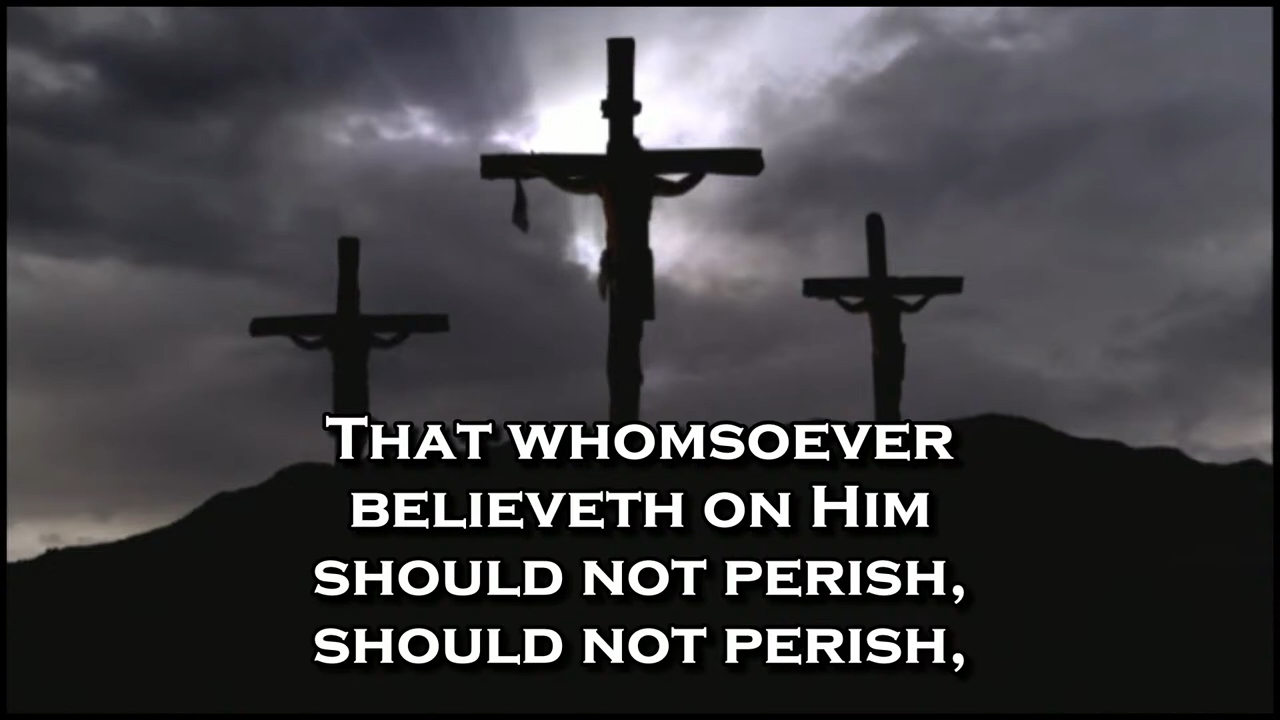 That whomsoever
believeth on Him
should not perish,
should not perish,